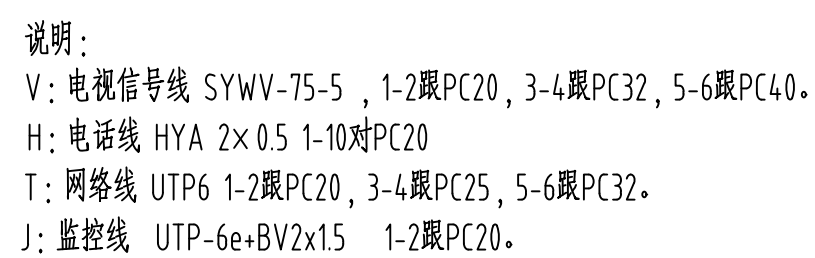 说明：
V：电视信号线 SYWV-75-5 , 1-2跟PC20 , 3-4跟PC32 , 5-6跟PC40。
H：电话线 HYA 2×0.5 1-10对PC20
T：网络线 UTP6 1-2跟PC20 , 3-4跟PC25 , 5-6跟PC32。
J：监控线 UTP-6e+BV2x1.5 1-2跟PC20。